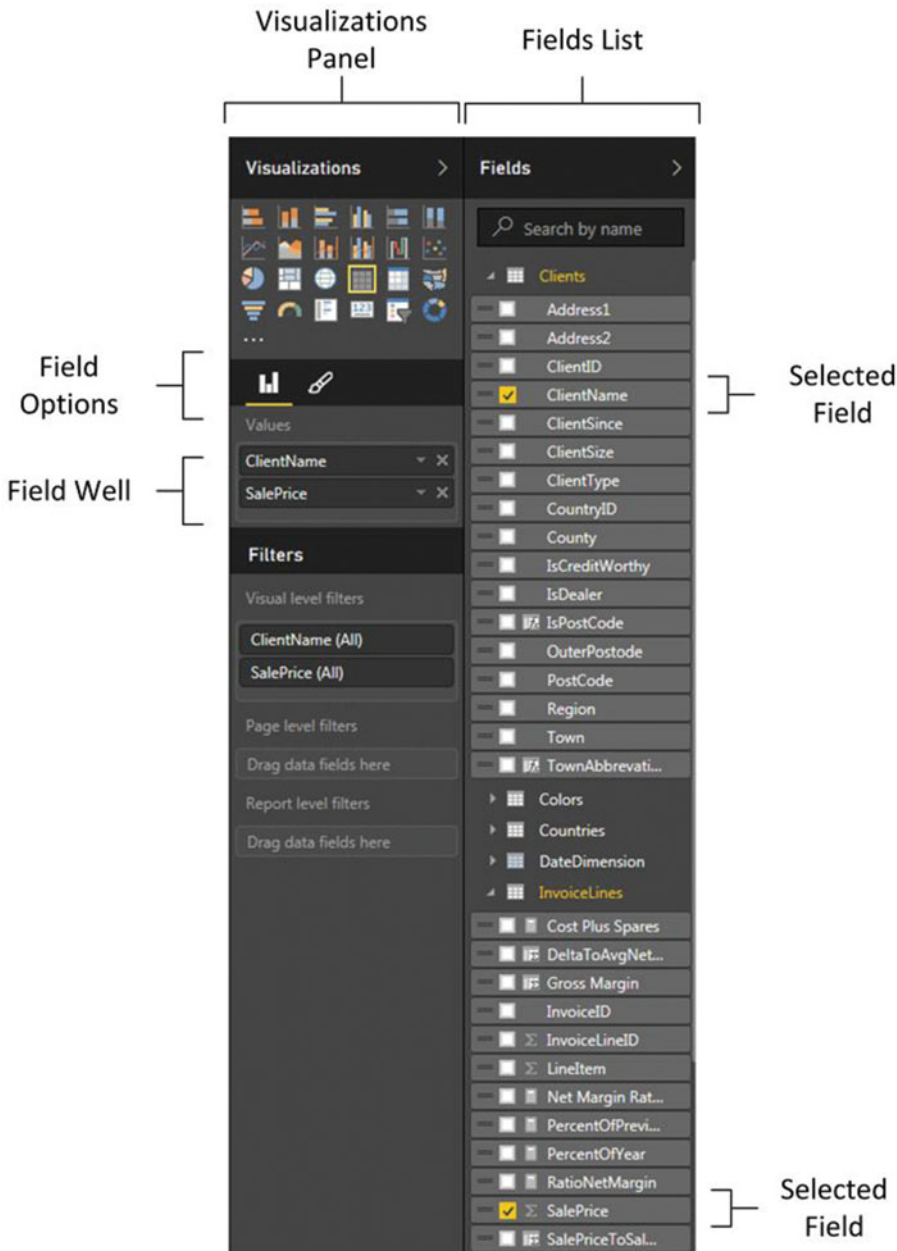 Visualizations
Panel
Fields List
Visualizations
Fields
Search by name
Clients
Address1
Address2
ClientID
ClientName
ClientSince
ClientSize
ClientType
CountryID
County
IsCreditWorthy
IsDealer
IsPostCode
OuterPostode
PostCode
Region
Town
TownAbbrevati...
Colors
Countries
DateDimension
InvoiceLines
Cost Plus Spares
DeltaToAvgNet...
Gross Margin
InvoiceID
InvoiceLineID
LineItem
Net Margin Rat...
PercentOfPrevi...
PercentOfYear
RatioNetMargin
SalePrice
SalePriceToSal...
123
...
Field
Options
Values
Field Well
ClientName
SalePrice
Filters
Visual level filters
ClientName (All)
SalePrice (All)
Page level filters
Drag data fields here
Report level filters
Drag data fields here
Selected
Field
Selected
Field